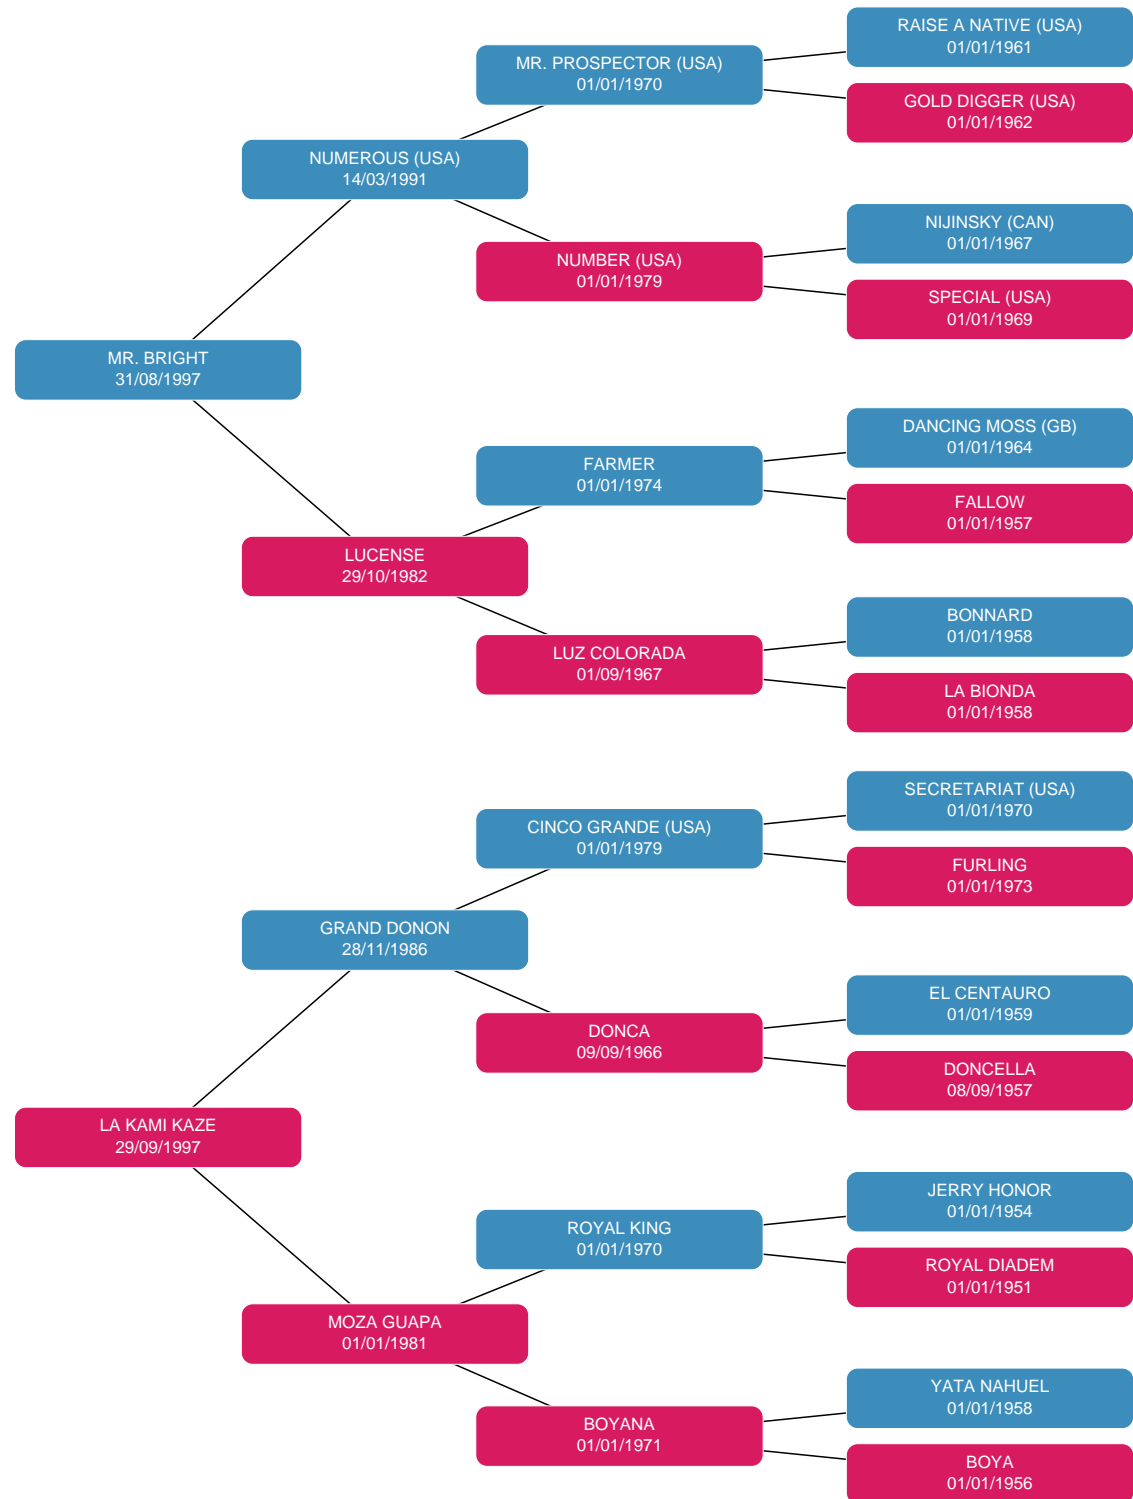 RAISE A NATIVE (USA)
01/01/1961
MR. PROSPECTOR (USA)
01/01/1970
GOLD DIGGER (USA)
01/01/1962
NUMEROUS (USA)
14/03/1991
NIJINSKY (CAN)
01/01/1967
NUMBER (USA)
01/01/1979
SPECIAL (USA)
01/01/1969
MR. BRIGHT
31/08/1997
DANCING MOSS (GB)
01/01/1964
FARMER
01/01/1974
FALLOW
01/01/1957
LUCENSE
29/10/1982
BONNARD
01/01/1958
LUZ COLORADA
01/09/1967
LA BIONDA
01/01/1958
SECRETARIAT (USA)
01/01/1970
CINCO GRANDE (USA)
01/01/1979
FURLING
01/01/1973
GRAND DONON
28/11/1986
EL CENTAURO
01/01/1959
DONCA
09/09/1966
DONCELLA
08/09/1957
LA KAMI KAZE
29/09/1997
JERRY HONOR
01/01/1954
ROYAL KING
01/01/1970
ROYAL DIADEM
01/01/1951
MOZA GUAPA
01/01/1981
YATA NAHUEL
01/01/1958
BOYANA
01/01/1971
BOYA
01/01/1956